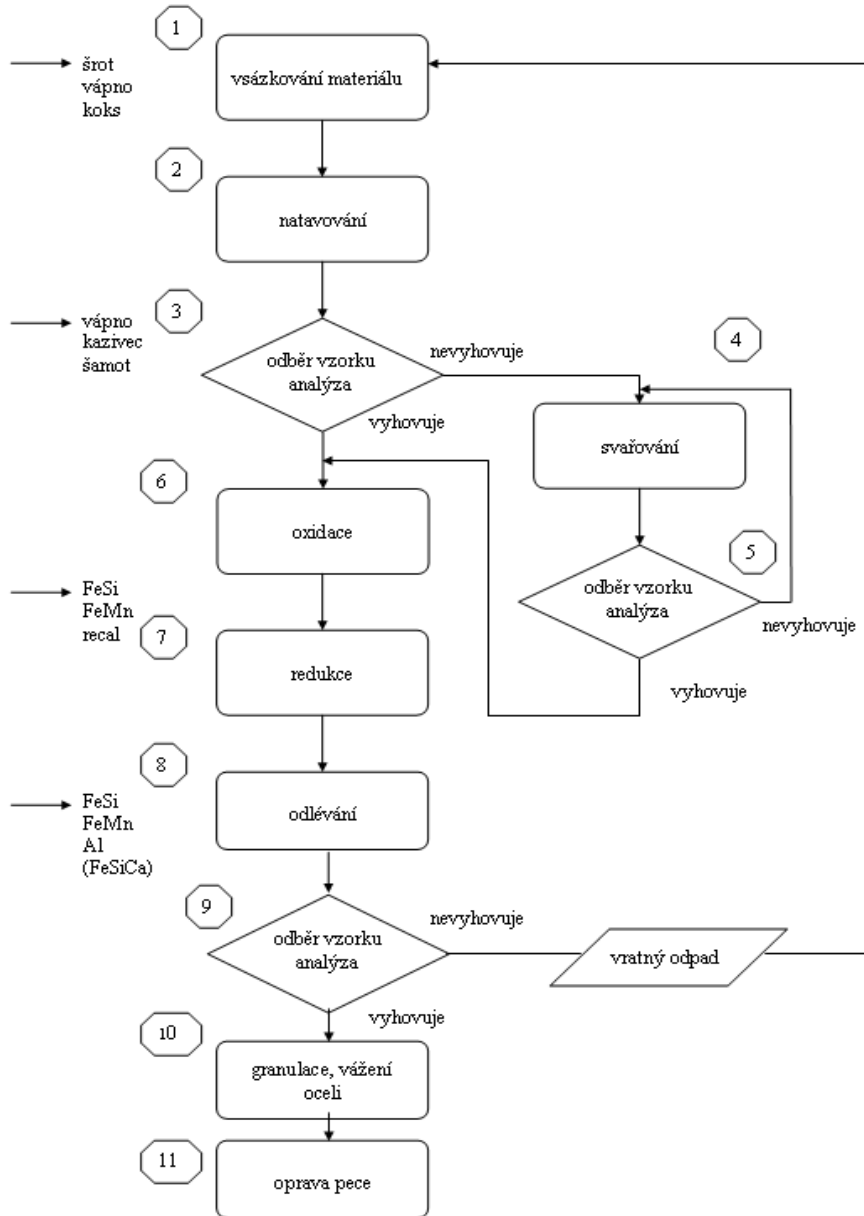 1
šrot
vápno
koks
vsázkování materiálu
2
natavování
3
vápno
kazivec
šamot
odběr vzorku
analýza
nevyhovuje
vyhovuje
4
svařování
5
odběr vzorku
analýza
nevyhovuje
vyhovuje
6
oxidace
FeSi
FeMn
recal
7
redukce
8
FeSi
FeMn
Al
(FeSiCa)
odlévání
9
odběr vzorku
analýza
nevyhovuje
vratný odpad
vyhovuje
10
granulace, vážení
oceli
11
oprava pece